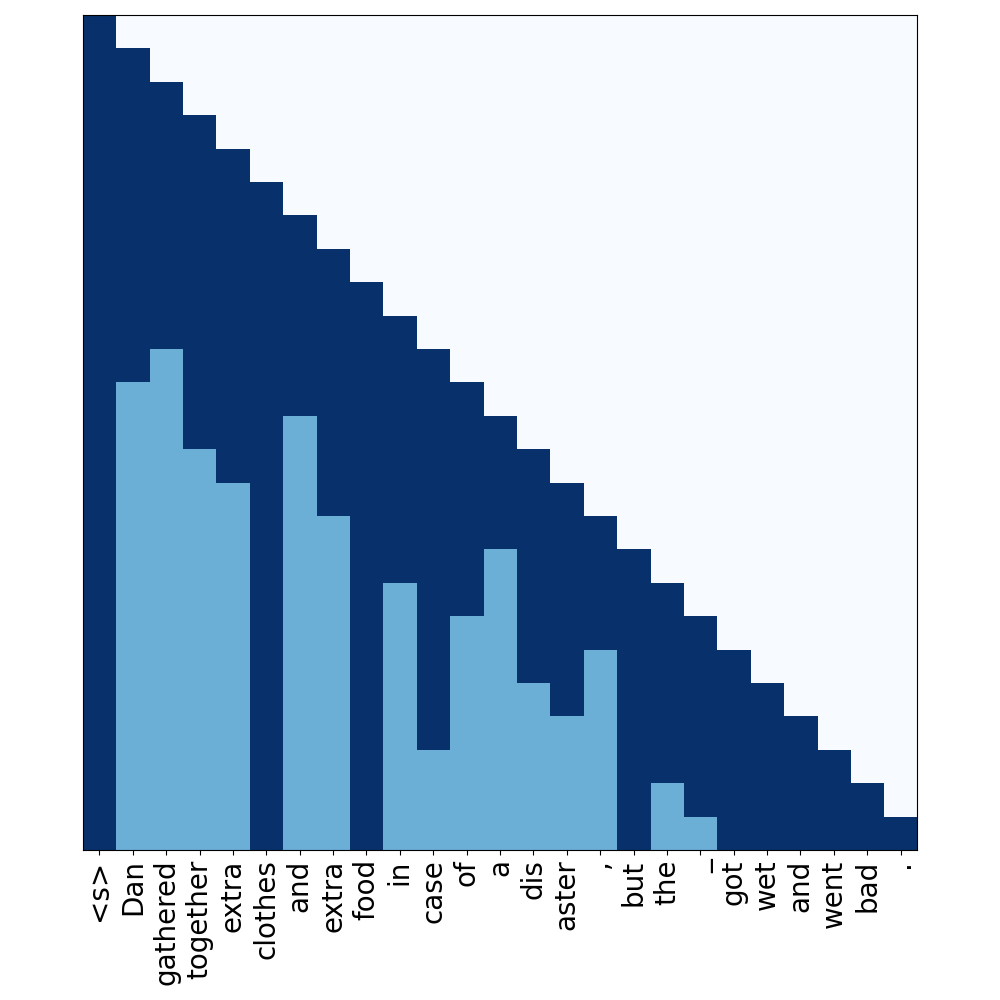 <s> Dan gathered together extra clothes and extra food in case of a dis aster , but the _ got wet and went bad .